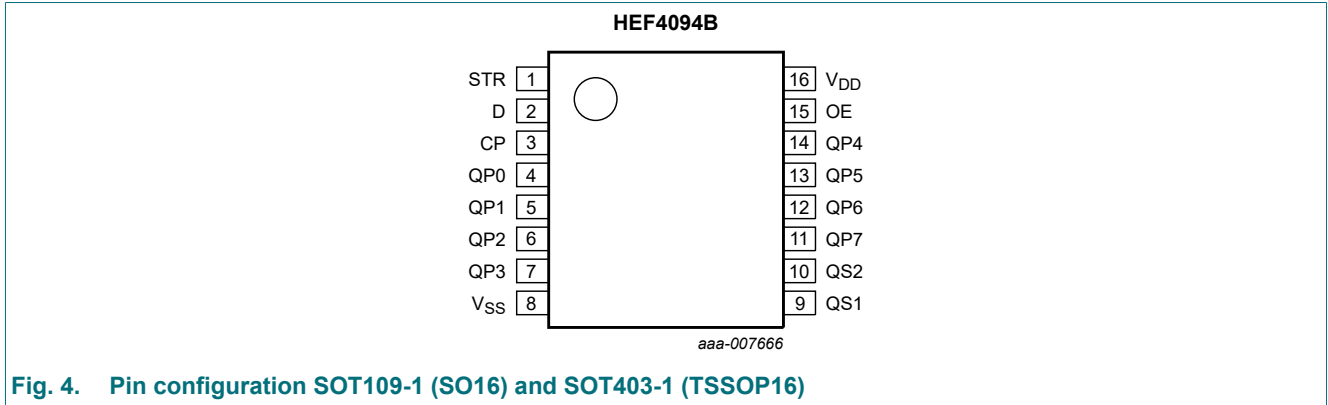 HEF4094B
STR 1 16 VDD
D 2 15 OE
CP 3 14 QP4
QP0 4 13 QP5
QP1 5 12 QP6
QP2 6 11 QP7
QP3 7 10 QS2
VSS 8 9 QS1
aaa-007666
Fig. 4. Pin configuration SOT109-1 (SO16) and SOT403-1 (TSSOP16)